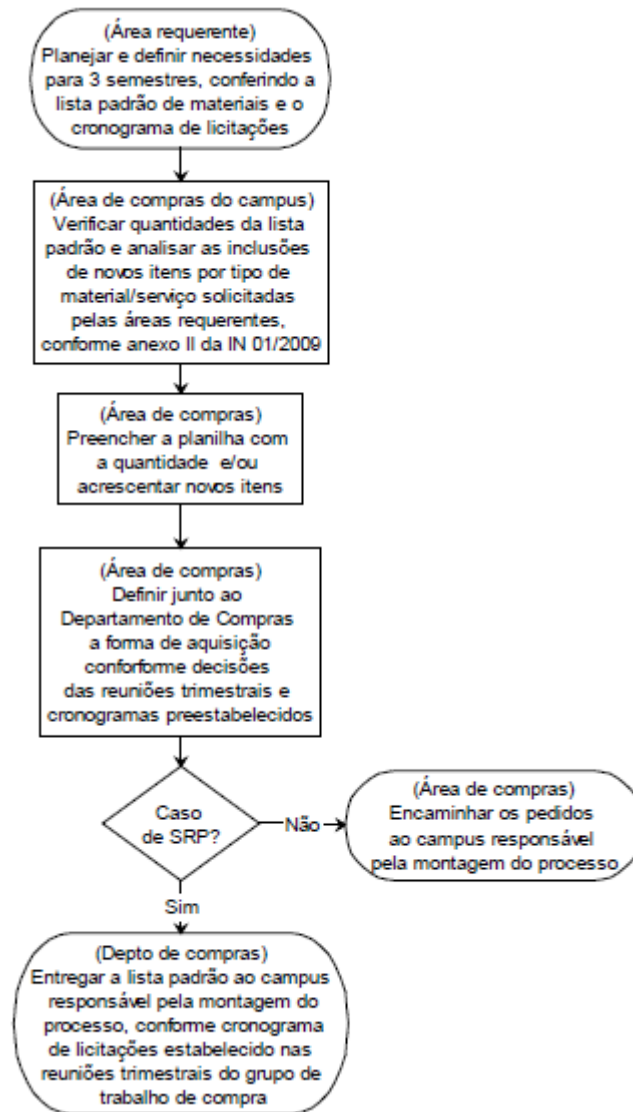 (Área requerente)
Planejar e definir necessidades
para 3 semestres, conferindo a
lista padrão de materiais e o
cronograma de licitações
(Área de compras do campus)
Verificar quantidades da lista
padrão e analisar as inclusões
de novos itens por tipo de
material/serviço solicitadas
pelas áreas requerentes,
conforme anexo II da IN 01/2009
(Área de compras)
Preencher a planilha com
a quantidade e/ou
acrescentar novos itens
(Área de compras)
Definir junto ao
Departamento de Compras
a forma de aquisição
conforforme decisões
das reuniões trimestrais e
cronogramas preestabelecidos
Caso
de SRP?
Não
(Área de compras)
Encaminhar os pedidos
ao campus responsável
pela montagem do processo
Sim
(Depto de compras)
Entregar a lista padrão ao campus
responsável pela montagem do
processo, conforme cronograma
de licitações estabelecido nas
reuniões trimestrais do grupo de
trabalho de compra